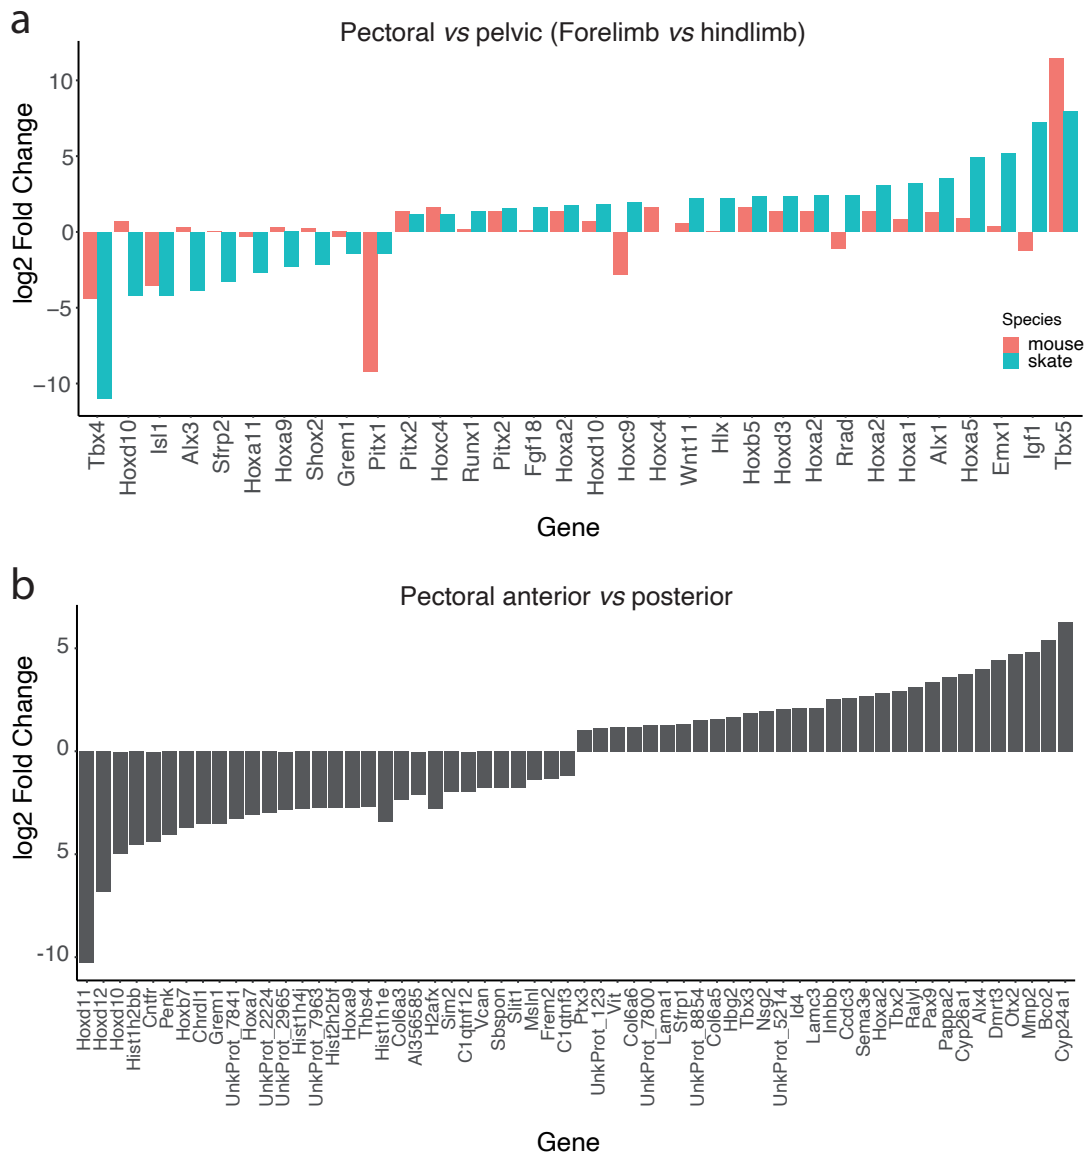 a
Pectoral vs pelvic (Forelimb vs hindlimb)
log2 Fold Change
10
5
0
−5
−10
Species
mouse
skate
Tbx4
Hoxd10
Isl1
Alx3
Sfrp2
Hoxa11
Hoxa9
Shox2
Grem1
Pitx1
Pitx2
Hoxc4
Runx1
Pitx2
Fgf18
Hoxa2
Hoxd10
Hoxc9
Hoxc4
Wnt11
Hlx
Hoxb5
Hoxd3
Hoxa2
Rrad
Hoxa2
Hoxa1
Alx1
Hoxa5
Emx1
Igf1
Tbx5
Gene
b
Pectoral anterior vs posterior
log2 Fold Change
5
0
5
-10
Hoxd11
Hoxd12
Hoxd10
Hist1h2bb
Cntfr
Penk
Hoxb7
Chrdl1
Grem1
UnkProt_7841
Hoxa7
UnkProt_2224
UnkProt_2965
Hist1h4j
UnkProt_7963
Hist2h2bf
Hoxa9
Thbs4
Hist1h1e
Col6a3
AI356585
H2afx
Sim2
C1qtnf12
Vcan
Sbspon
Slit1
Mslnl
Frem2
C1qtnf3
Ptx3
UnkProt_123
Vit
Col6a6
UnkProt_7800
Lama1
Sfrp1
UnkProt_8854
Col6a5
Hbg2
Tbx3
Nsg2
UnkProt_5214
Id4
Lamc3
Inhbb
Ccdc3
Sema3e
Hoxa2
Tbx2
Ralyl
Pax9
Pappa2
Cyp26a1
Alx4
Dmrt3
Otx2
Mmp2
Bco2
Cyp24a1
Gene